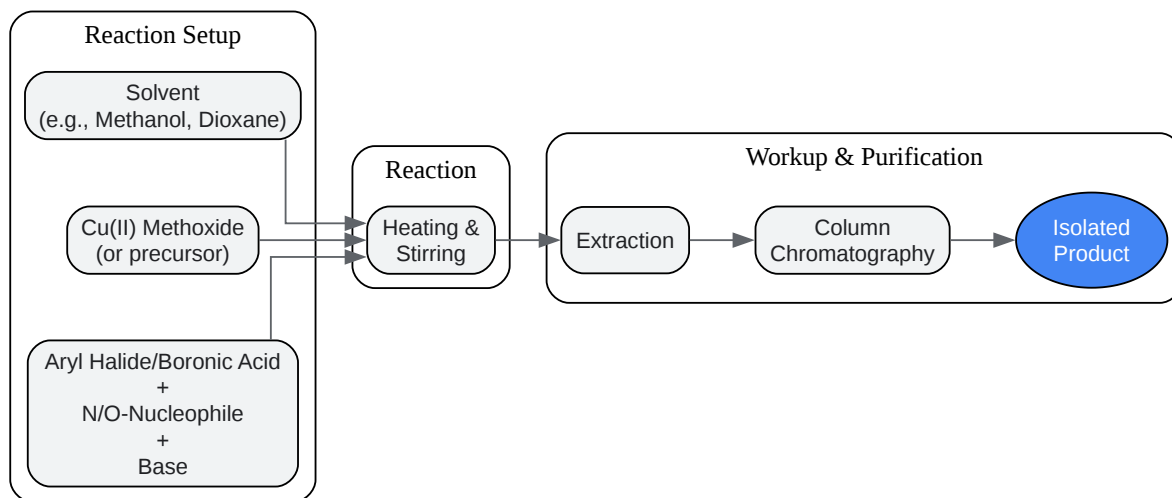 Reaction Setup
Solvent
(e.g., Methanol, Dioxane)
Cu(II) Methoxide
(or precursor)
Aryl Halide/Boronic Acid
+
N/O-Nucleophile
+
Base
Reaction
Heating &
Stirring
Workup & Purification
Extraction
Column
Chromatography
Isolated
Product